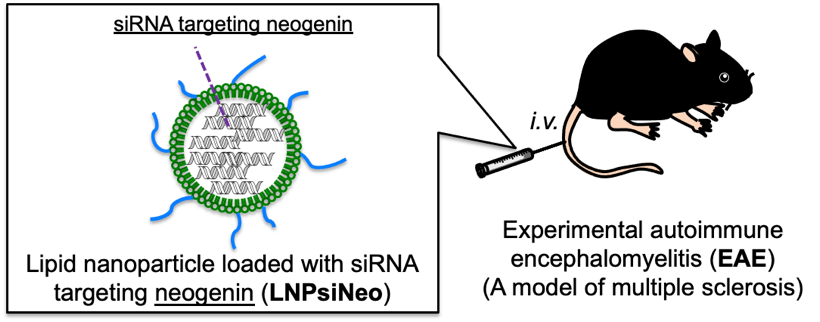 siRNA targeting neogenin
i.v.
Lipid nanoparticle loaded with siRNA
targeting neogenin (LNPsiNeo)
Experimental autoimmune
encephalomyelitis (EAE)
(A model of multiple sclerosis)